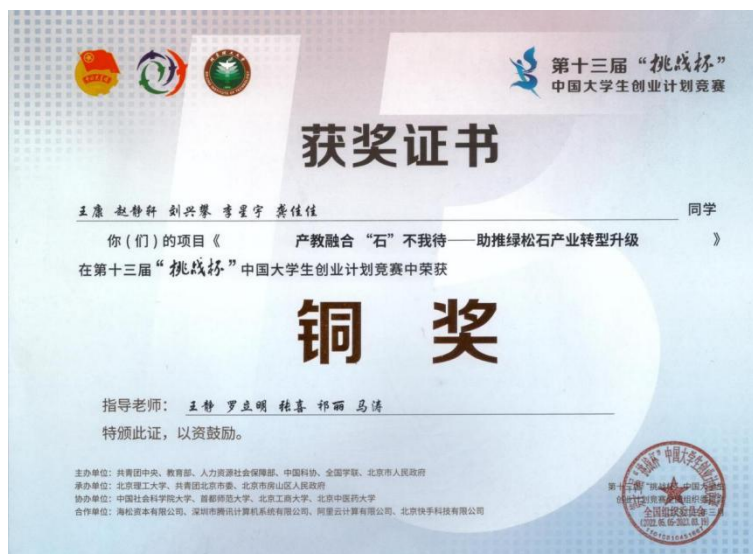 第十三届“挑战杯”
中国大学生创业计划竞赛
获奖证书
王康 赵静轩 刘兴攀 李星宇 龚佳佳 同学
你(们)的项目《 产教融合 “石”不我待——助推绿松石产业转型升级 》
在第十三届“挑战杯”中国大学生创业计划竞赛中荣获
铜 奖
指导老师: 王静 罗立明 张喜 祁丽 马涛
特颁此证,以资鼓励。
主办单位:共青团中央、教育部、人力资源社会保障部、中国科协、全国学联、北京市人民政府
承办单位:北京理工大学、共青团北京市委、北京市房山区人民政府
协办单位:中国社会科学院大学、首都师范大学、北京工商大学、北京中医药大学
合作单位:海松资本有限公司、深圳市腾讯计算机系统有限公司、阿里云计算有限公司、北京快手科技有限公司